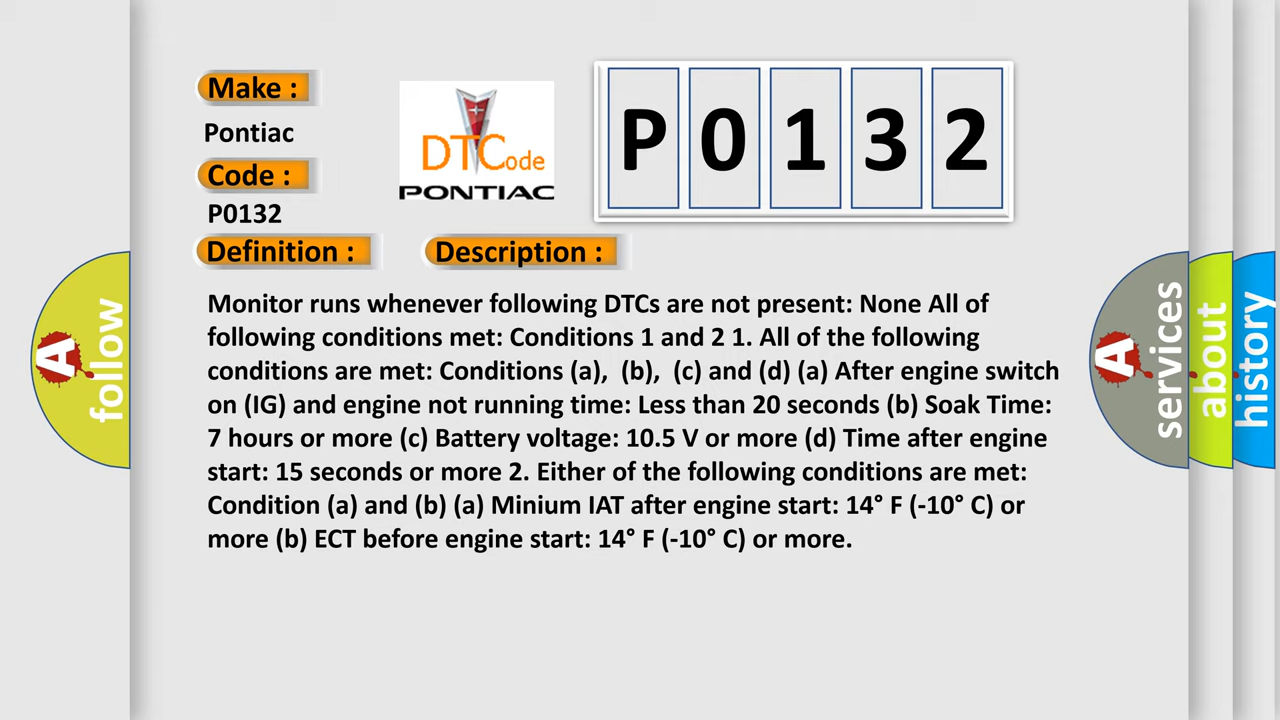 Make :
Pontiac
Code :
P0132
Definition :
Description :
DTCode
PONTIAC
P0132
Monitor runs whenever following DTCs are not present: None All of
following conditions met: Conditions 1 and 2 1. All of the following
conditions are met: Conditions (a), (b), (c) and (d) (a) After engine switch
on (IG) and engine not running time: Less than 20 seconds (b) Soak Time:
7 hours or more (c) Battery voltage: 10.5 V or more (d) Time after engine
start: 15 seconds or more 2. Either of the following conditions are met:
Condition (a) and (b) (a) Minium IAT after engine start: 14° F (-10° C) or
more (b) ECT before engine start: 14° F (-10° C) or more.
A follow
A services
about
history